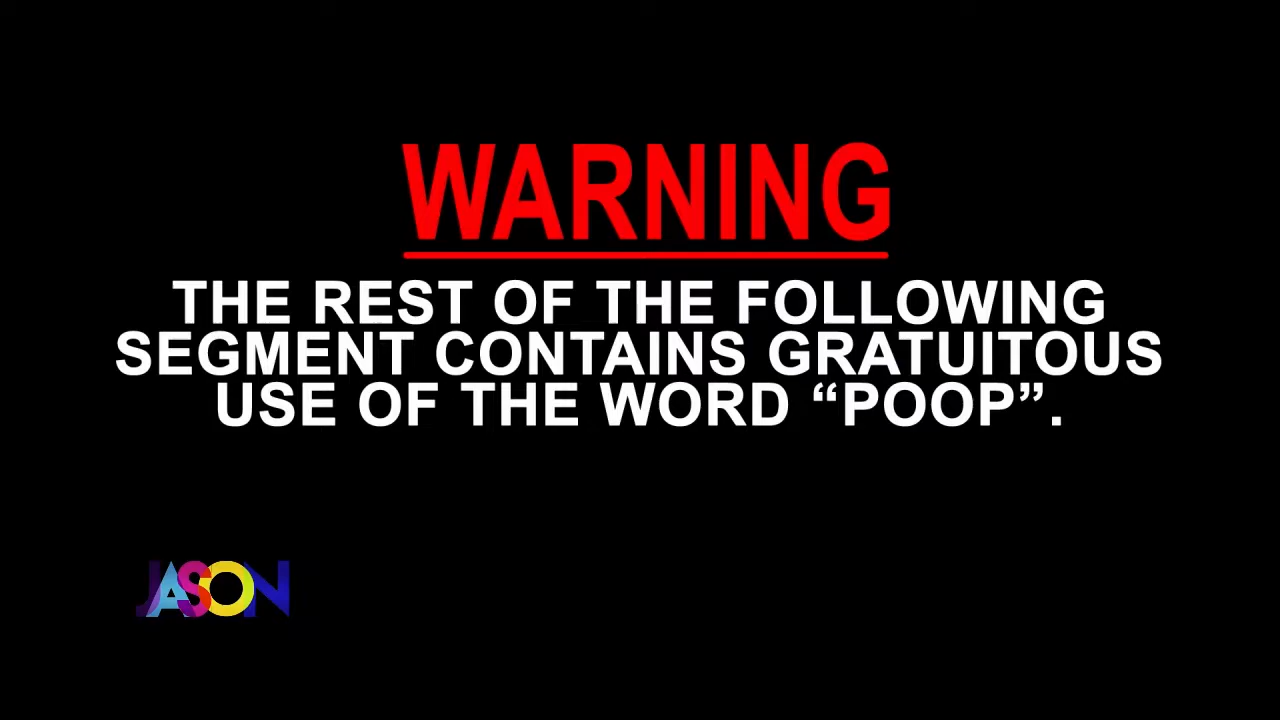 WARNING
THE REST OF THE FOLLOWING
SEGMENT CONTAINS GRATUITOUS
USE OF THE WORD “POOP”.
JASON